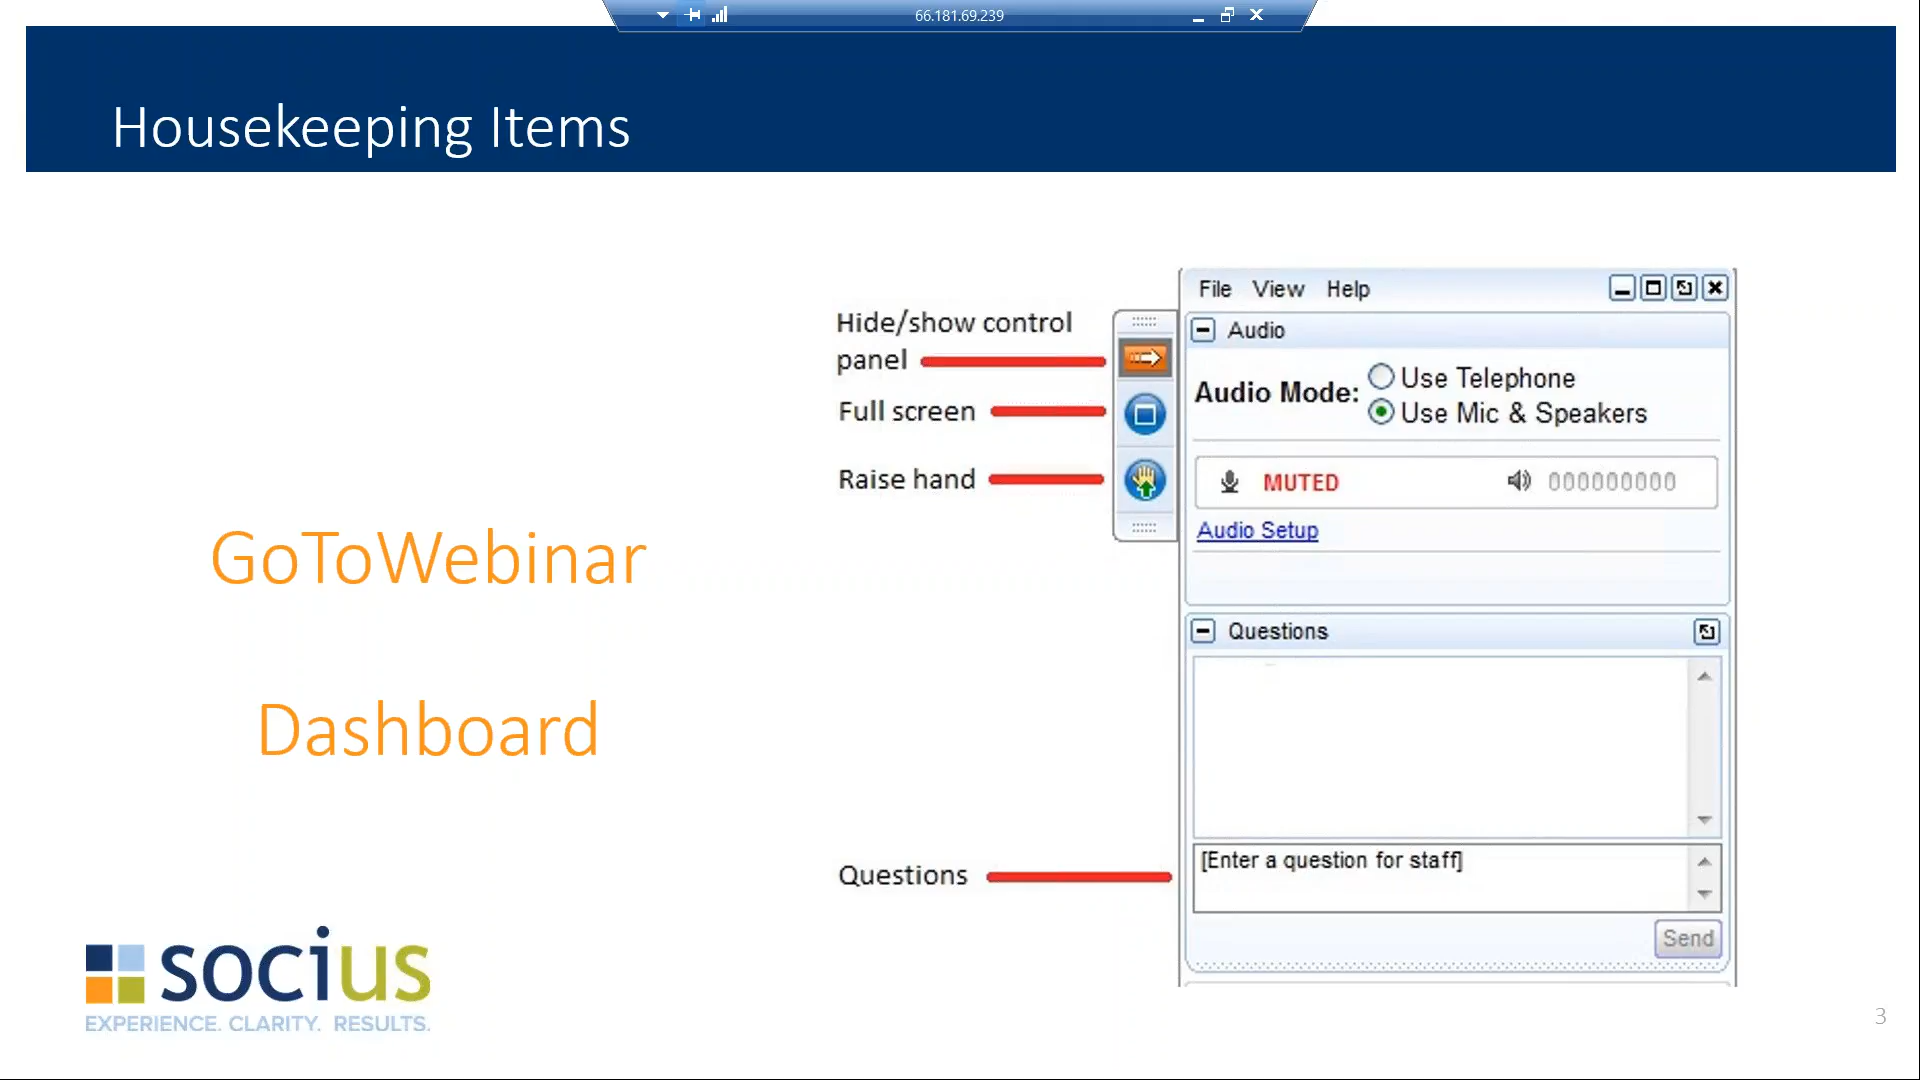 66.181.69.239
Housekeeping Items
GoToWebinar
Dashboard
Hide/show control
panel
Full screen
Raise hand
Questions
File View Help
Audio
Audio Mode:
Use Telephone
Use Mic & Speakers
MUTED
000000000
Audio Setup
Questions
[Enter a question for staff]
Send
socius
EXPERIENCE. CLARITY. RESULTS.
3